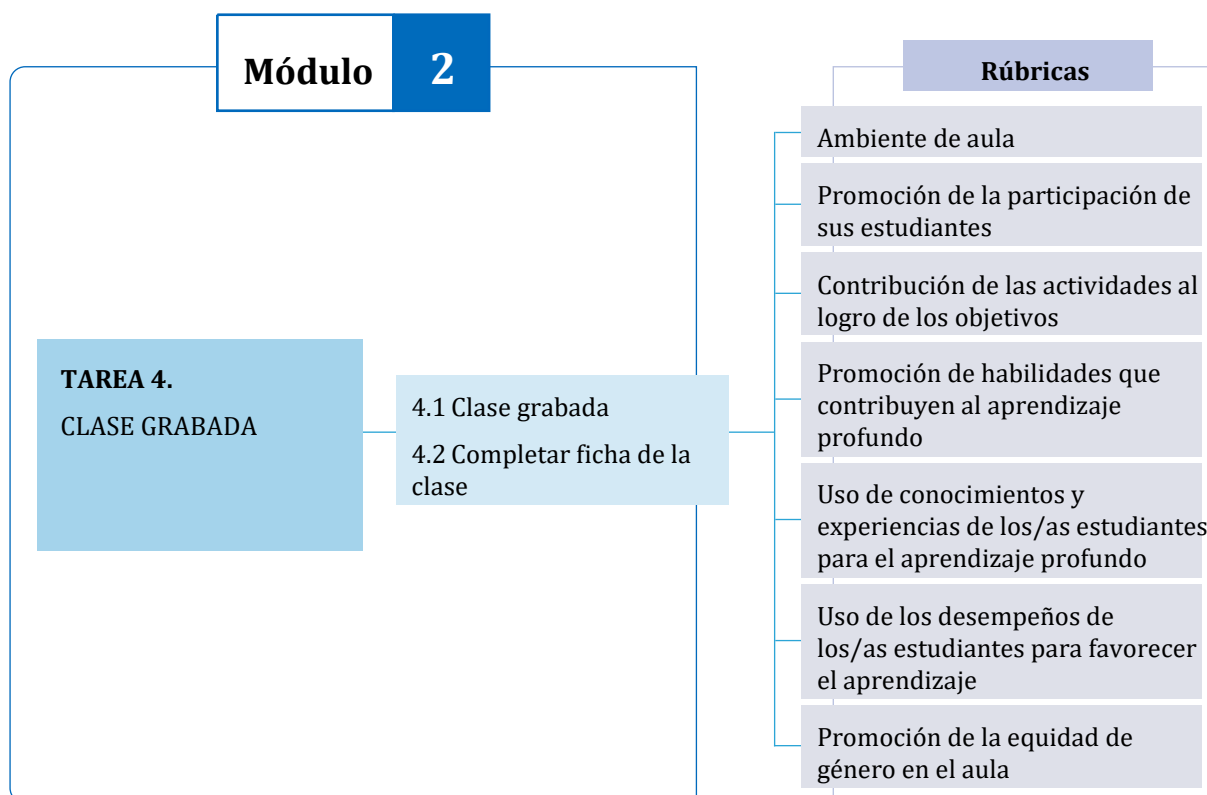 Módulo 2
Rúbricas
TAREA 4.
CLASE GRABADA
4.1 Clase grabada
4.2 Completar ficha de la
clase
Ambiente de aula
Promoción de la participación de
sus estudiantes
Contribución de las actividades al
logro de los objetivos
Promoción de habilidades que
contribuyen al aprendizaje
profundo
Uso de conocimientos y
experiencias de los/as estudiantes
para el aprendizaje profundo
Uso de los desempeños de
los/as estudiantes para favorecer
el aprendizaje
Promoción de la equidad de
género en el aula